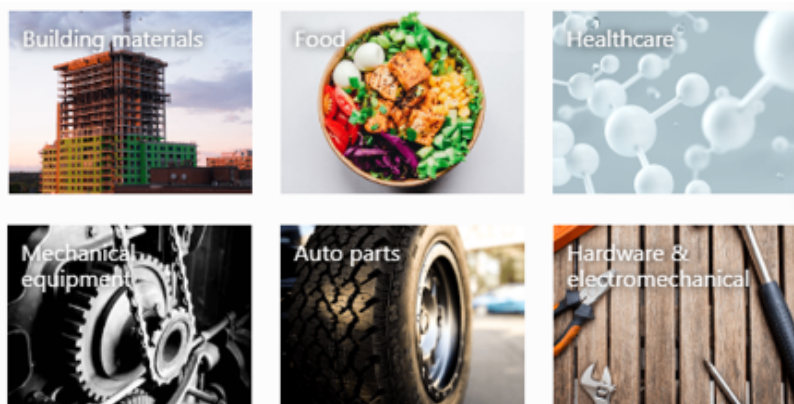 Building materials
Food
Healthcare
Mechanical
equipment
Auto parts
Hardware &
electromechanical